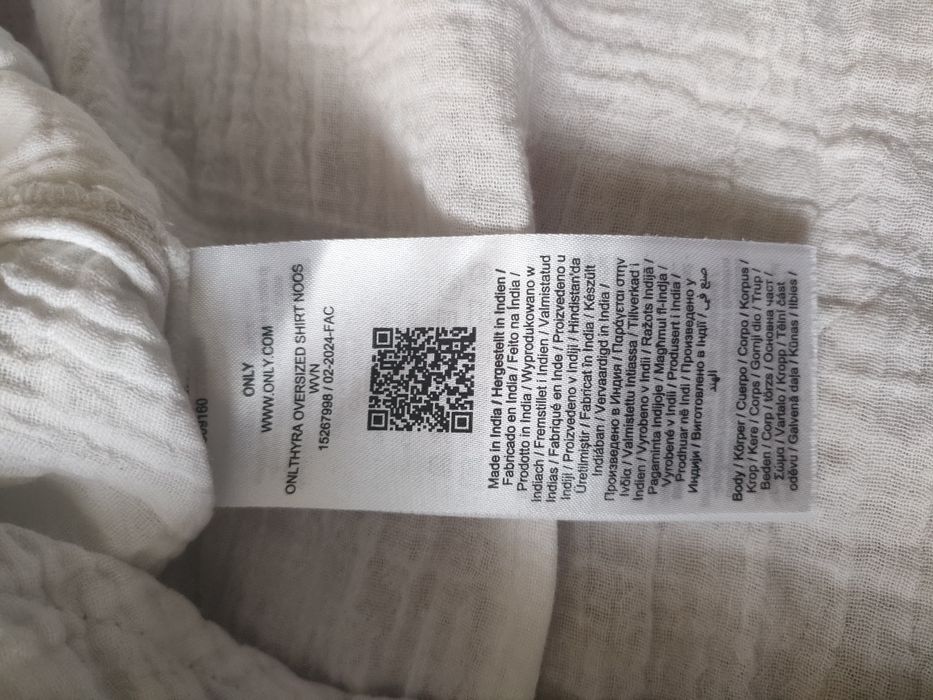 ONLY
WWW.ONLY.COM
ONLTHYRA OVERSIZED SHIRT NOOS
WVN
15267998 / 02-2024-FAC
Made in India / Hergestellt in Indien /
Fabricado en India / Feito na Índia /
Prodotto in India / Wyprodukowano w
Indiach / Fremstillet i Indien / Valmistatud
Indias / Fabriqué en Inde / Proizvedeno u
Indiji / Proizvedeno v Indiji / Hindistan'da
Üretilmiştir / Fabricat în India / Készült
Indiában / Vervaardigd in India /
Произведено в Индия / Παράγεται στην
Ινδία / Valmistettu Intiassa / Tillverkad i
Indien / Vyrobeno v Indii / Ražots Indijā /
Pagaminta Indijoje / Magħmul fl-Indja /
Vyrobené v Indii / Produsert i India /
Prodhuar në Indi / Произведено у
Индији / Виготовлено в Індії / صنع في
الهند
Body / Körper / Cuerpo / Corpo / Korpus /
Krop / Kere / Corps / Gornji dio / Trup /
Beden / Corp / törzs / Основна част /
Σώμα / Vartalo / Kropp / Tělní část
oděvu / Galvenā daļa / Kūnas / Ilbies /